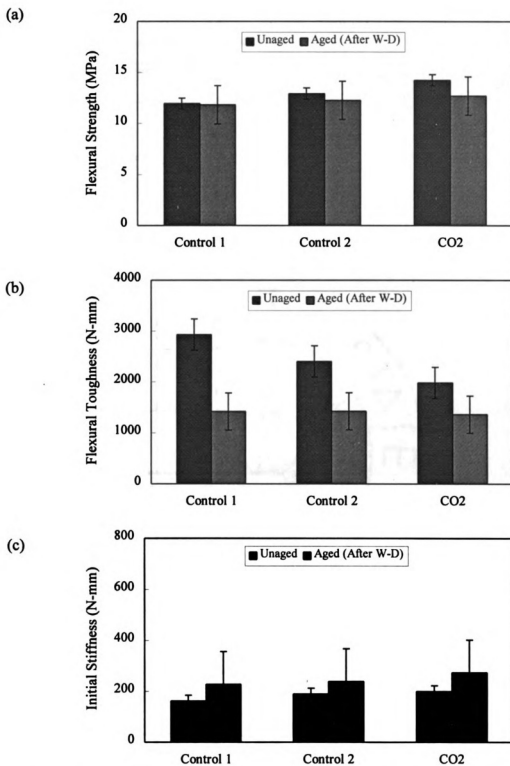 (a)
Flexural Strength (MPa)
20
15
10
5
0
Unaged Aged (After W-D)
Control 1 Control 2 CO2
(b)
Flexural Toughness (N-mm)
4000
3000
2000
1000
0
Unaged Aged (After W-D)
Control 1 Control 2 CO2
(c)
Initial Stiffness (N-mm)
800
600
400
200
0
Unaged Aged (After W-D)
Control 1 Control 2 CO2